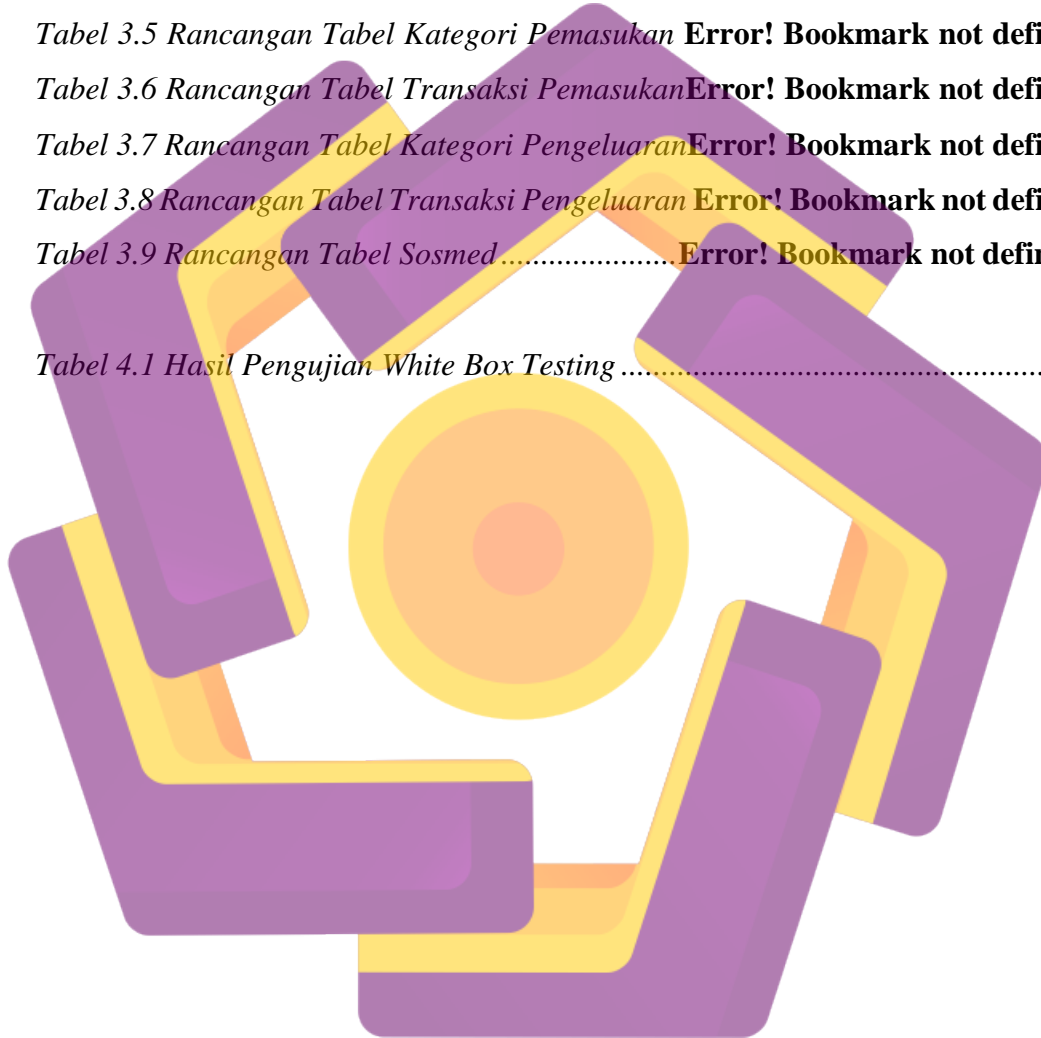 Tabel 3.5 Rancangan Tabel Kategori Pemasukan Error! Bookmark not defi
Tabel 3.6 Rancangan Tabel Transaksi PemasukanError! Bookmark not defi
Tabel 3.7 Rancangan Tabel Kategori PengeluaranError! Bookmark not defi
Tabel 3.8 Rancangan Tabel Transaksi Pengeluaran Error! Bookmark not defi
Tabel 3.9 Rancangan Tabel Sosmed.....................Error! Bookmark not defin
Tabel 4.1 Hasil Pengujian White Box Testing ..................................................